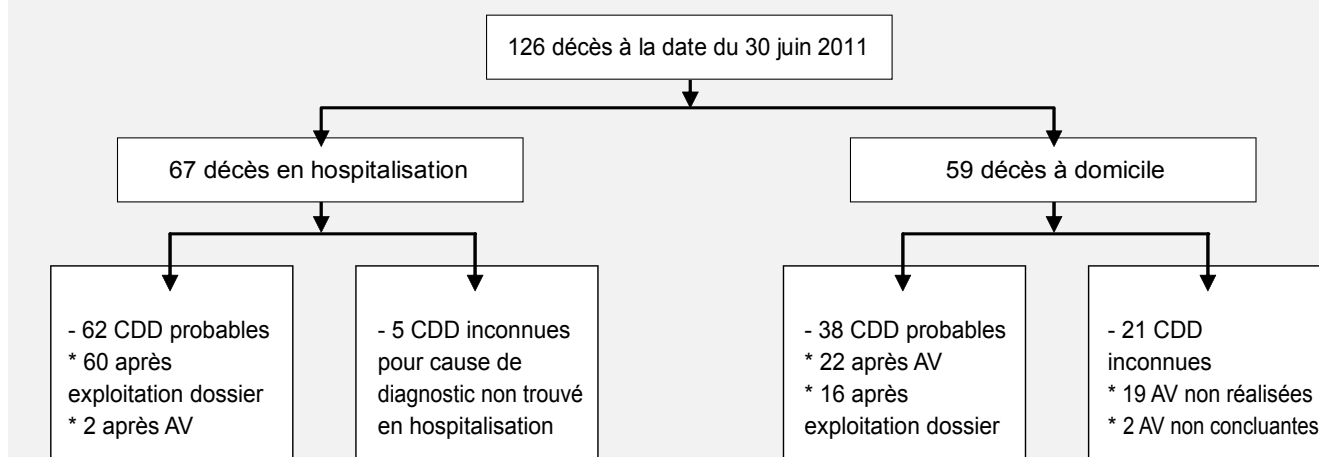 126 décès à la date du 30 juin 2011
67 décès en hospitalisation
59 décès à domicile
- 62 CDD probables
* 60 après
exploitation dossier
* 2 après AV
- 5 CDD inconnues
pour cause de
diagnostic non trouvé
en hospitalisation
- 38 CDD probables
* 22 après AV
* 16 après
exploitation dossier
- 21 CDD
inconnues
* 19 AV non réalisées
* 2 AV non concluantes